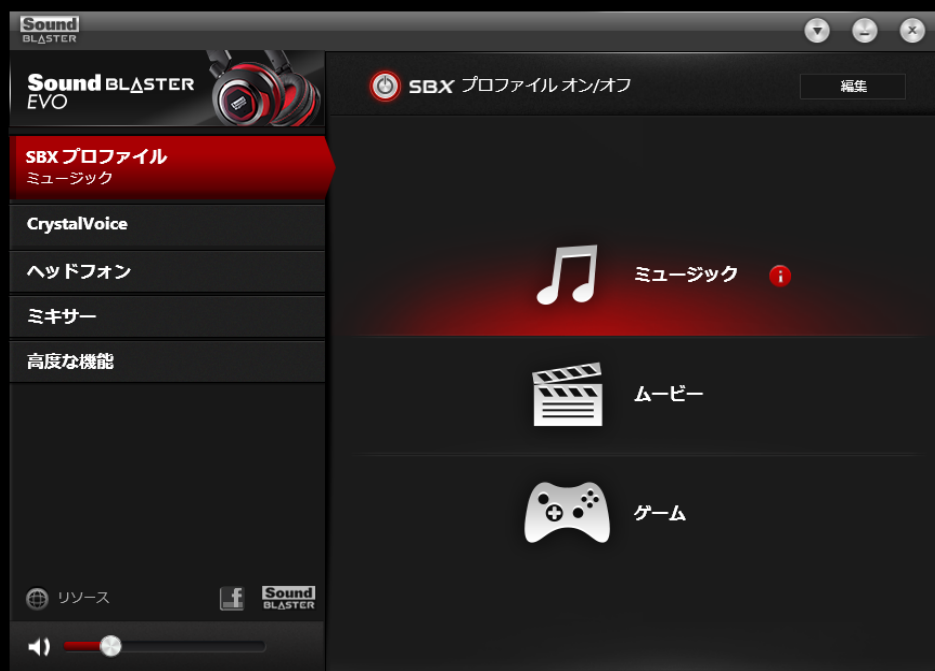 Sound
BLASTER
Sound BLASTER
EVO
SBX プロファイル オン/オフ
編集
SBX プロファイル
ミュージック
CrystalVoice
ヘッドフォン
ミキサー
高度な機能
ミュージック
ムービー
ゲーム
リソース
f
Sound
BLASTER